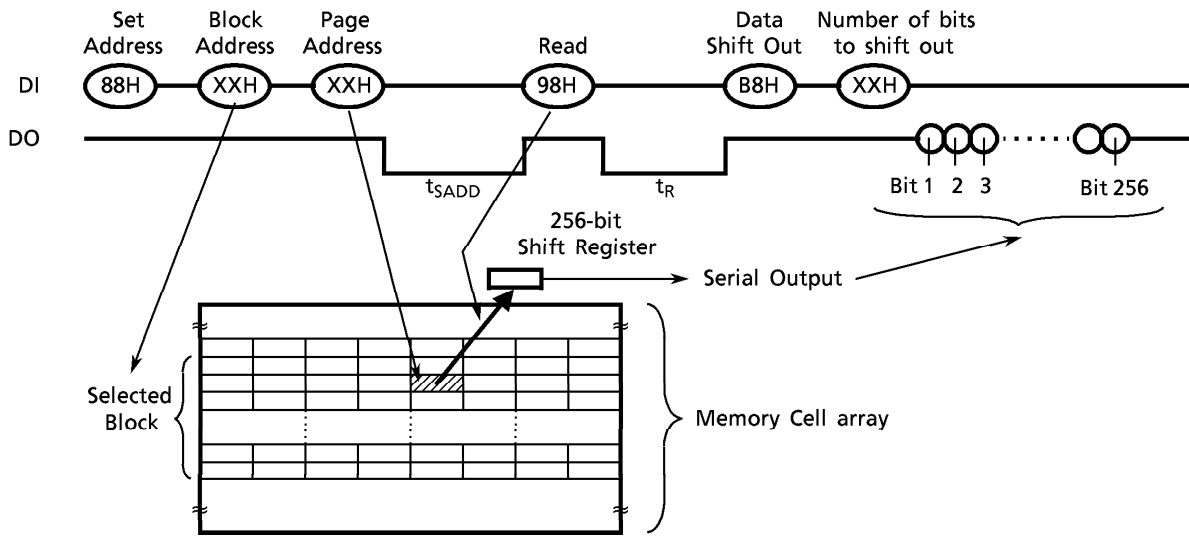 Set
Address
Block
Address
Page
Address
Read
Data
Shift Out
Number of bits
to shift out
DI
88H
XXH
XXH
98H
B8H
XXH
DO
tSADD
tR
Bit 1 2 3
Bit 256
256-bit
Shift Register
Serial Output
Selected
Block
Memory Cell array